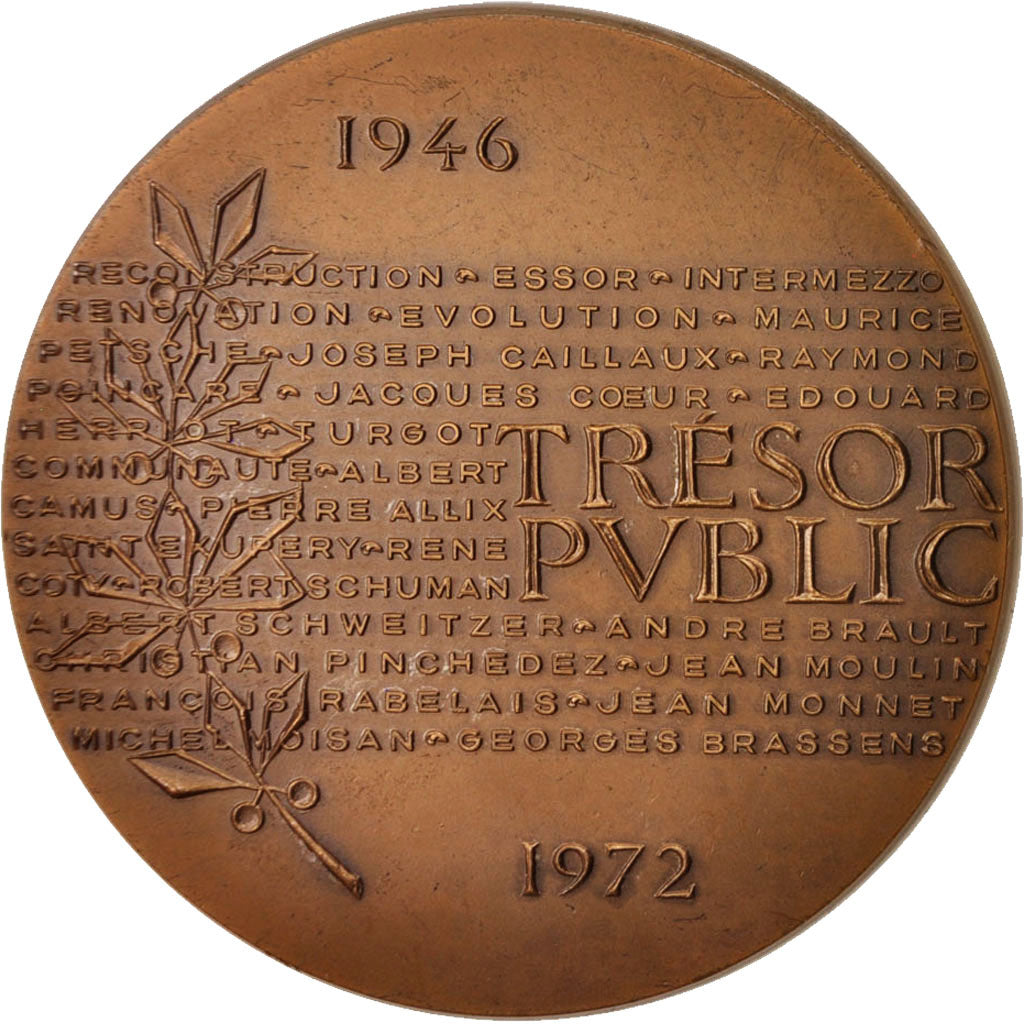 1946
RECONSTRUCTION ESSOR INTERMEZZO
RENOVATION EVOLUTION MAURICE
PETSCHE JOSEPH CAILLAUX RAYMOND
POINCARE JACQUES CŒUR EDOUARD
HERRIOT TURGOT
COMMUNAUTE ALBERT
CAMUS PIERRE ALLIX
SAINT EXUPERY RENE
COTY ROBERT SCHUMAN
TRÉSOR
PVBLIC
ALBERT SCHWEITZER ANDRE BRAULT
CHRISTIAN PINCHEDEZ JEAN MOULIN
FRANÇOIS RABELAIS JEAN MONNET
MICHEL MOISAN GEORGES BRASSENS
1972